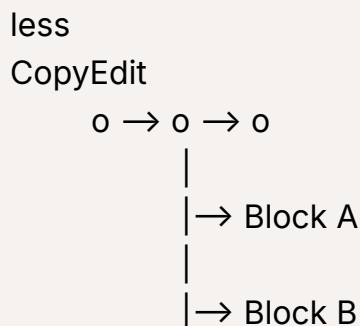 less
CopyEdit
o → o → o
|
|→ Block A
|
|→ Block B